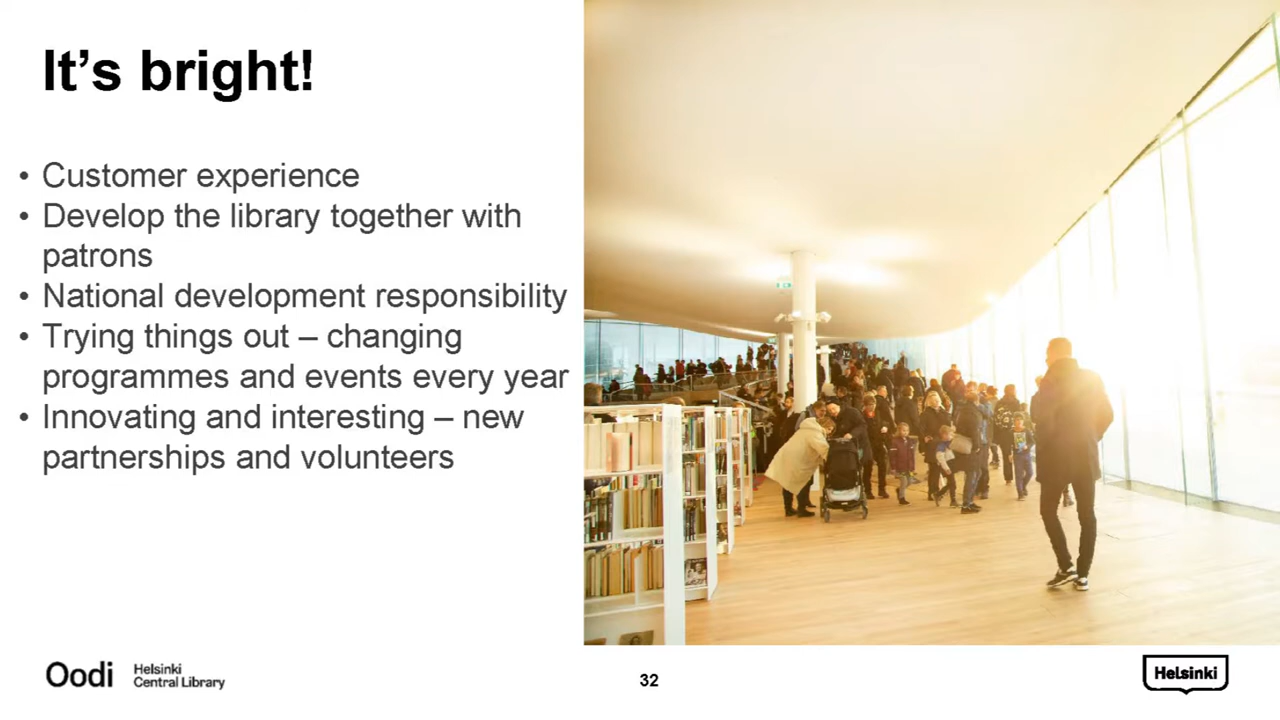 It's bright!
• Customer experience
• Develop the library together with
patrons
• National development responsibility
• Trying things out – changing
programmes and events every year
• Innovating and interesting – new
partnerships and volunteers
Oodi
Helsinki
Central Library
32
Helsinki